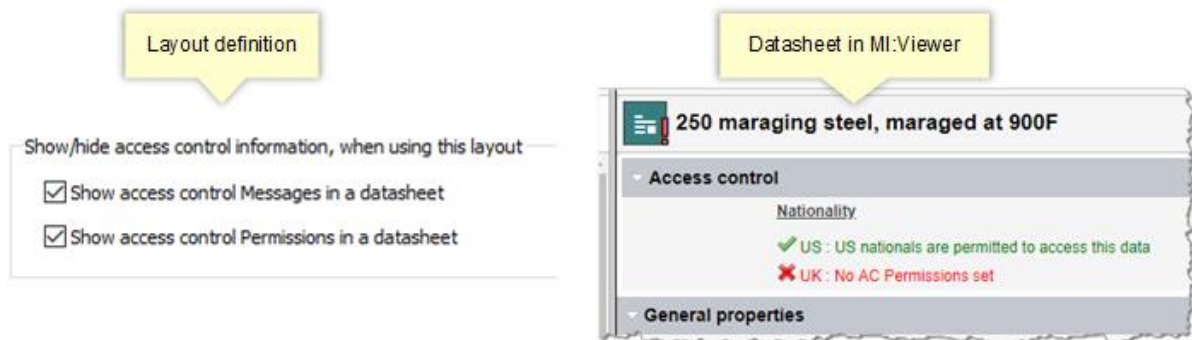 Layout definition
Show/hide access control information, when using this layout
Show access control Messages in a datasheet
Show access control Permissions in a datasheet
Datasheet in MI:Viewer
250 maraging steel, maraged at 900F
Access control
Nationality
US : US nationals are permitted to access this data
UK : No AC Permissions set
General properties